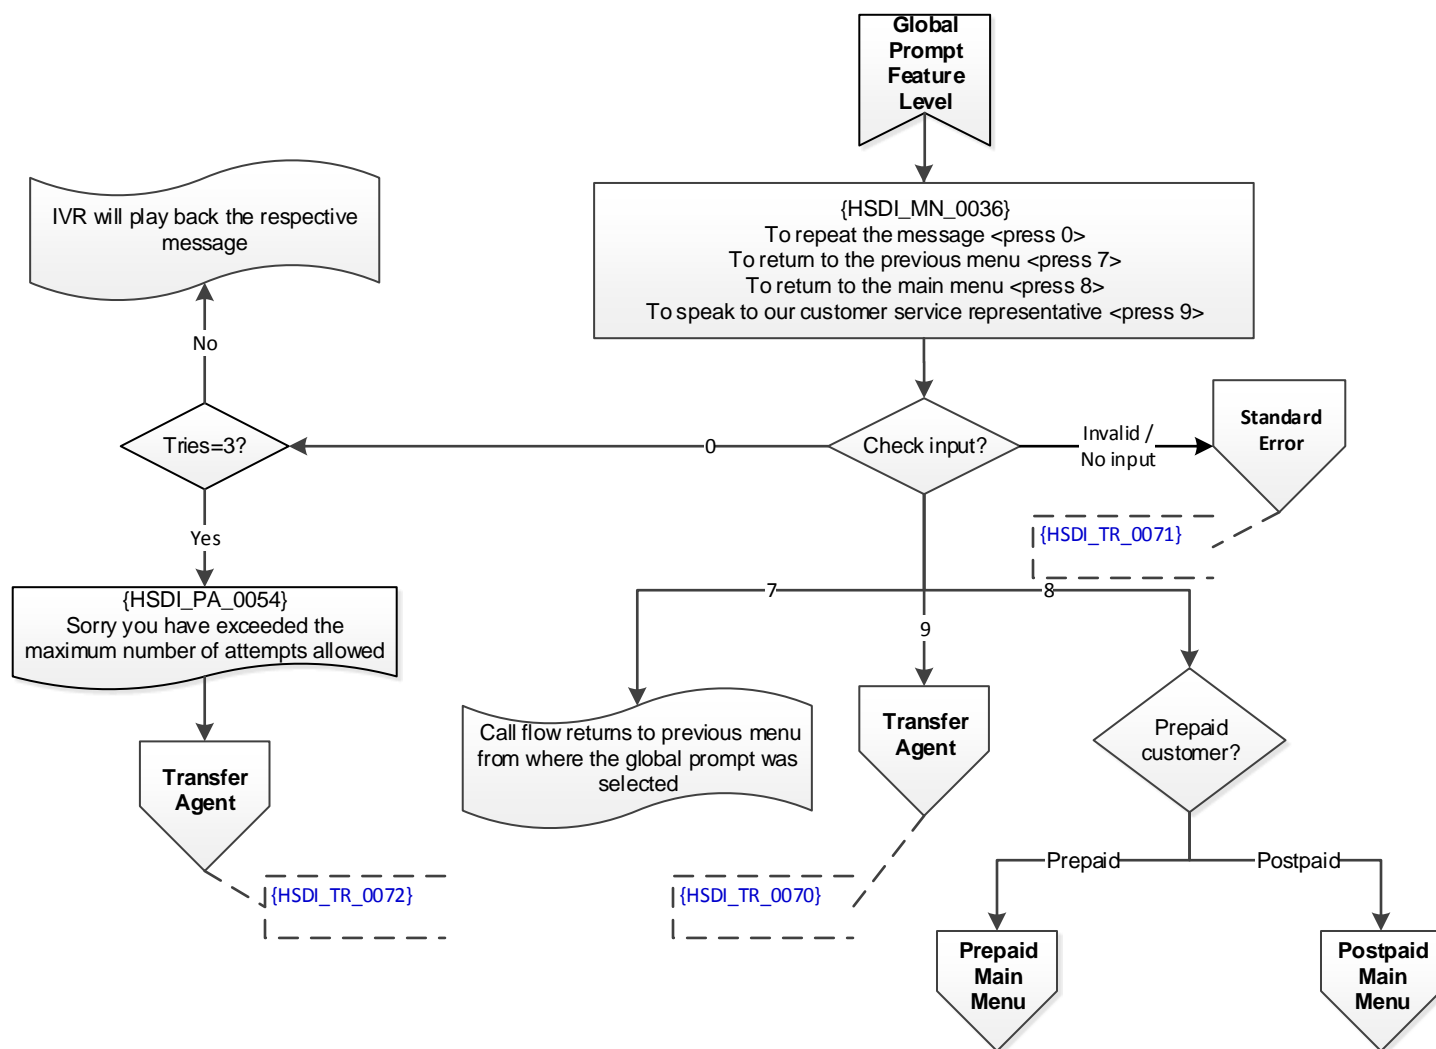 Global
Prompt
Feature
Level
{HSDI_MN_0036}
To repeat the message <press 0>
To return to the previous menu <press 7>
To return to the main menu <press 8>
To speak to our customer service representative <press 9>
IVR will play back the respective
message
No
Tries=3?
0
Check input?
Invalid /
No input
Standard
Error
Yes
{HSDI_TR_0071}
{HSDI_PA_0054}
Sorry you have exceeded the
maximum number of attempts allowed
7
9
8
Transfer
Agent
{HSDI_TR_0072}
Call flow returns to previous menu
from where the global prompt was
selected
Transfer
Agent
{HSDI_TR_0070}
Prepaid
customer?
Prepaid
Postpaid
Prepaid
Main
Menu
Postpaid
Main
Menu